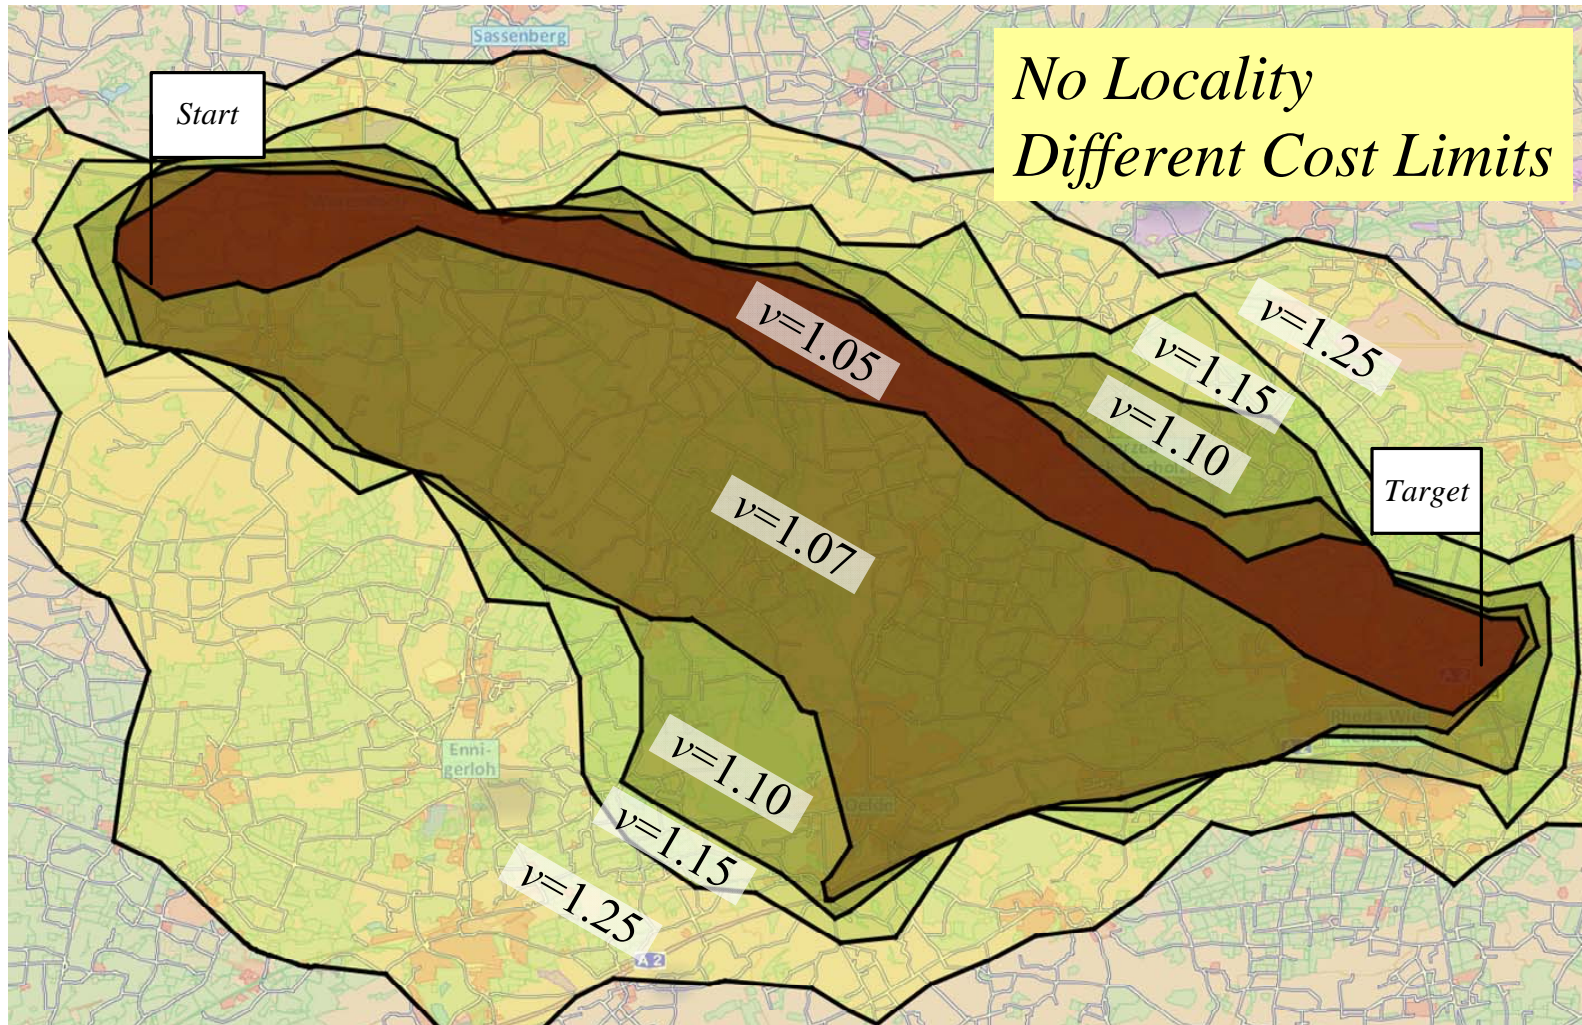 Sassenberg
No Locality
Different Cost Limits
Start
v=1.25
v=1.05
v=1.15
v=1.10
Target
v=1.07
Enni-
gerloh
v=1.10
Oelde
v=1.15
v=1.25
A 2